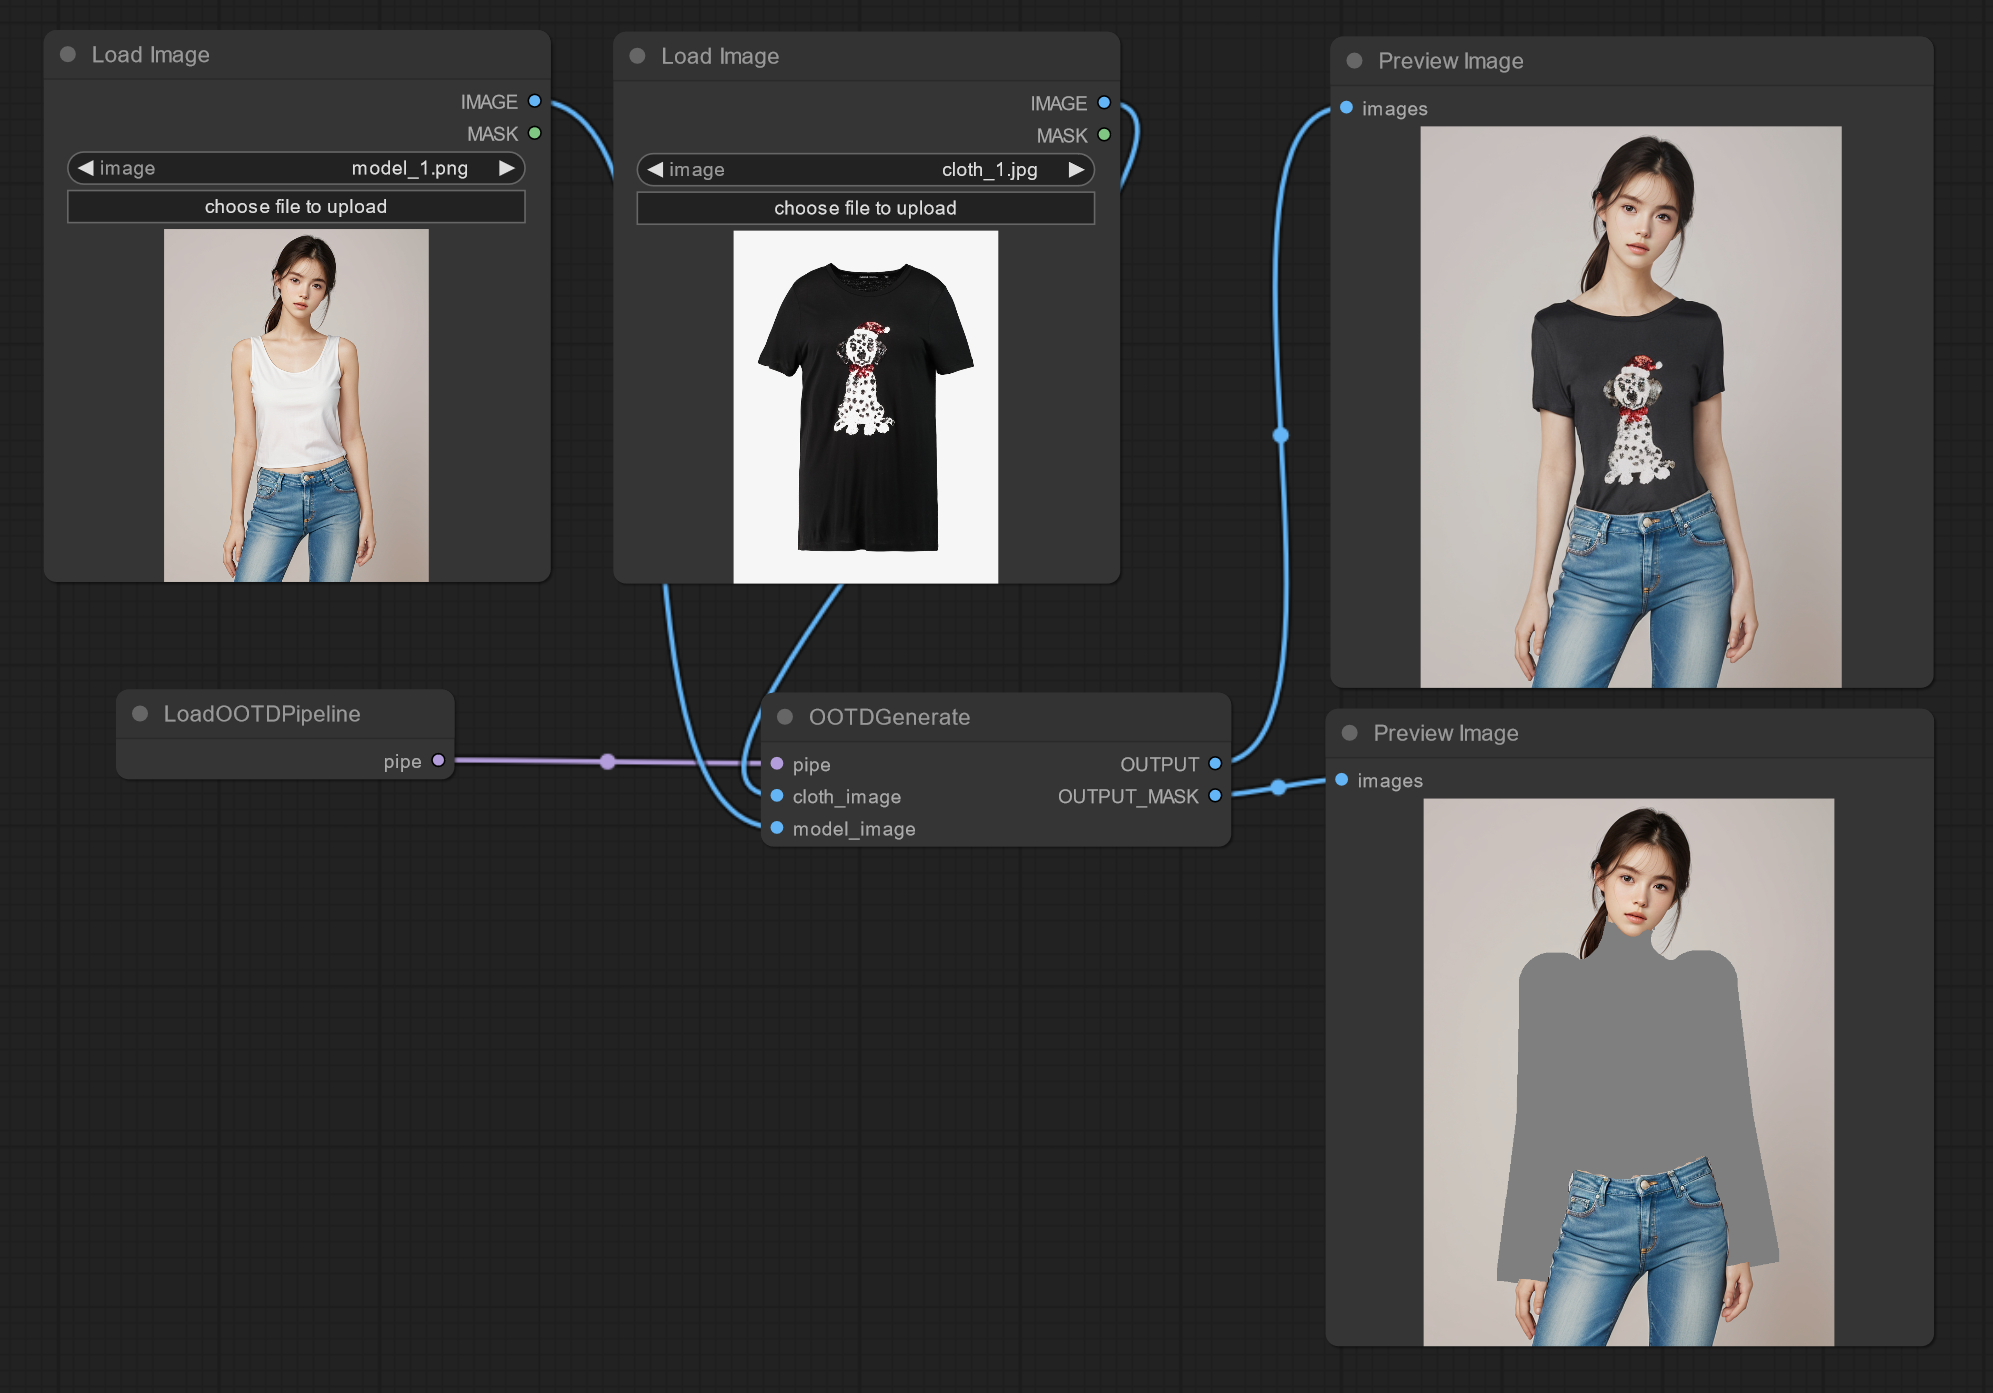 Load Image
IMAGE
MASK
image model_1.png
choose file to upload
Load Image
IMAGE
MASK
image cloth_1.jpg
choose file to upload
Preview Image
images
LoadOOTDPipeline
pipe
OOTDGenerate
pipe OUTPUT
cloth_image OUTPUT_MASK
model_image
Preview Image
images